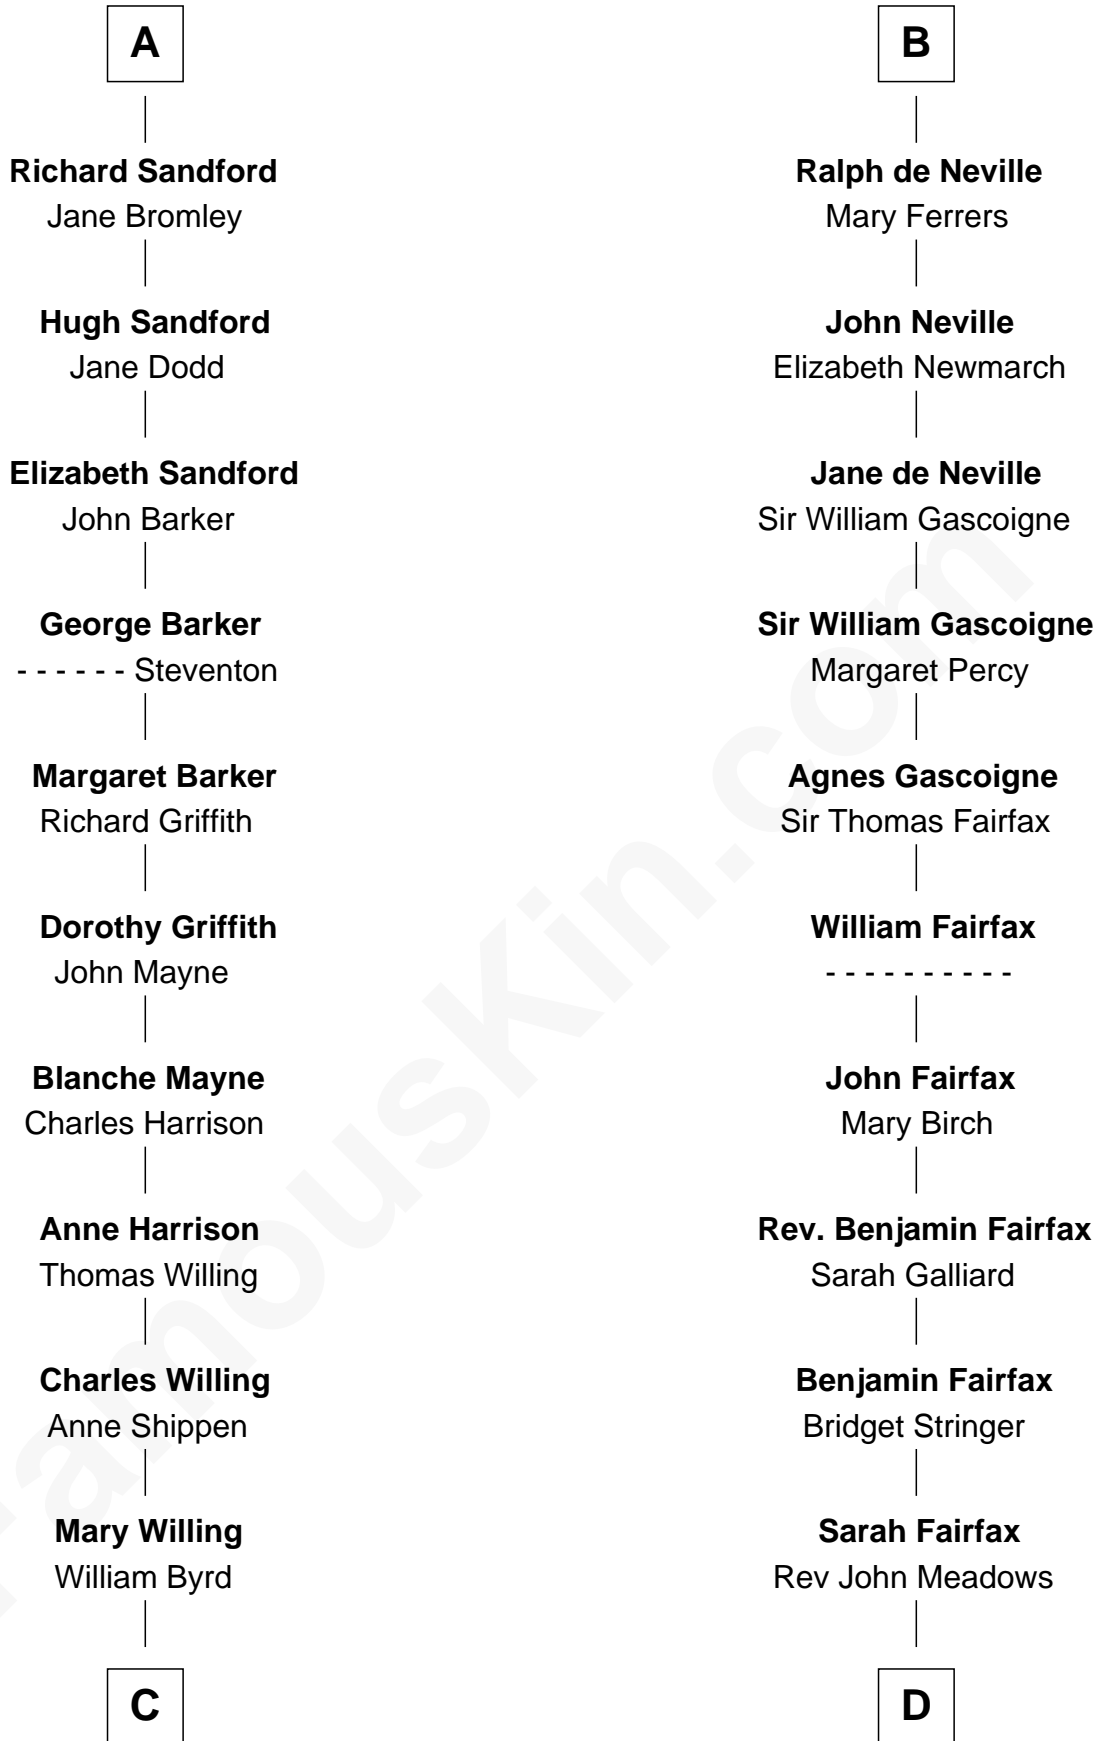 A
Richard Sandford
Jane Bromley
Hugh Sandford
Jane Dodd
Elizabeth Sandford
John Barker
George Barker
- - - - - - Steventon
Margaret Barker
Richard Griffith
Dorothy Griffith
John Mayne
Blanche Mayne
Charles Harrison
Anne Harrison
Thomas Willing
Charles Willing
Anne Shippen
Mary Willing
William Byrd
C
B
Ralph de Neville
Mary Ferrers
John Neville
Elizabeth Newmarch
Jane de Neville
Sir William Gascoigne
Sir William Gascoigne
Margaret Percy
Agnes Gascoigne
Sir Thomas Fairfax
William Fairfax
- - - - - - - - - -
John Fairfax
Mary Birch
Rev. Benjamin Fairfax
Sarah Galliard
Benjamin Fairfax
Bridget Stringer
Sarah Fairfax
Rev John Meadows
D
FamousKin.com